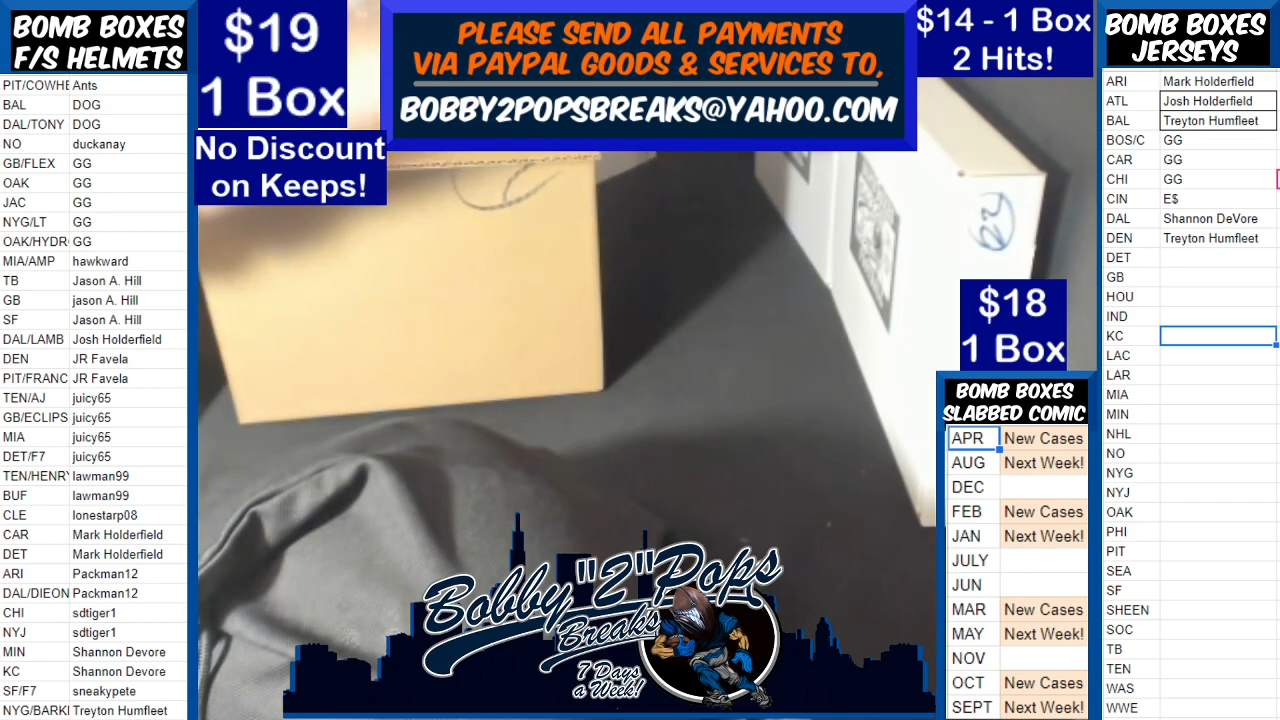 BOMB BOXES
F/S HELMETS
PIT/COWHE Ants
BAL DOG
DAL/TONY DOG
NO duckanay
GB/FLEX GG
OAK GG
JAC GG
NYG/LT GG
OAK/HYDR GG
MIA/AMP hawkward
TB Jason A. Hill
GB jason A. Hill
SF Jason A. Hill
DAL/LAMB Josh Holderfield
DEN JR Favela
PIT/FRANC JR Favela
TEN/AJ juicy65
GB/ECLIPS juicy65
MIA juicy65
DET/F7 juicy65
TEN/HENRY lawman99
BUF lawman99
CLE lonestarp08
CAR Mark Holderfield
DET Mark Holderfield
ARI Packman12
DAL/DIEON Packman12
CHI sdtiger1
NYJ sdtiger1
MIN Shannon Devore
KC Shannon Devore
SF/F7 sneakypete
NYG/BARKI Treyton Humfleet
$19
1 Box
No Discount
on Keeps!
PLEASE SEND ALL PAYMENTS
VIA PAYPAL GOODS & SERVICES TO,
BOBBY2POPSBREAKS@YAHOO.COM
$14 - 1 Box
2 Hits!
23
$18
1 Box
BOMB BOXES
SLABBED COMIC
APR New Cases
AUG Next Week!
DEC
FEB New Cases
JAN Next Week!
JULY
JUN
MAR New Cases
MAY Next Week!
NOV
OCT New Cases
SEPT Next Week!
Bobby "2" Pops
Breaks
7 Days
a Week!
BOMB BOXES
JERSEYS
ARI Mark Holderfield
ATL Josh Holderfield
BAL Treyton Humfleet
BOS/C GG
CAR GG
CHI GG
CIN E$
DAL Shannon DeVore
DEN Treyton Humfleet
DET
GB
HOU
IND
KC
LAC
LAR
MIA
MIN
NHL
NO
NYG
NYJ
OAK
PHI
PIT
SEA
SF
SHEEN
SOC
TB
TEN
WAS
WWE